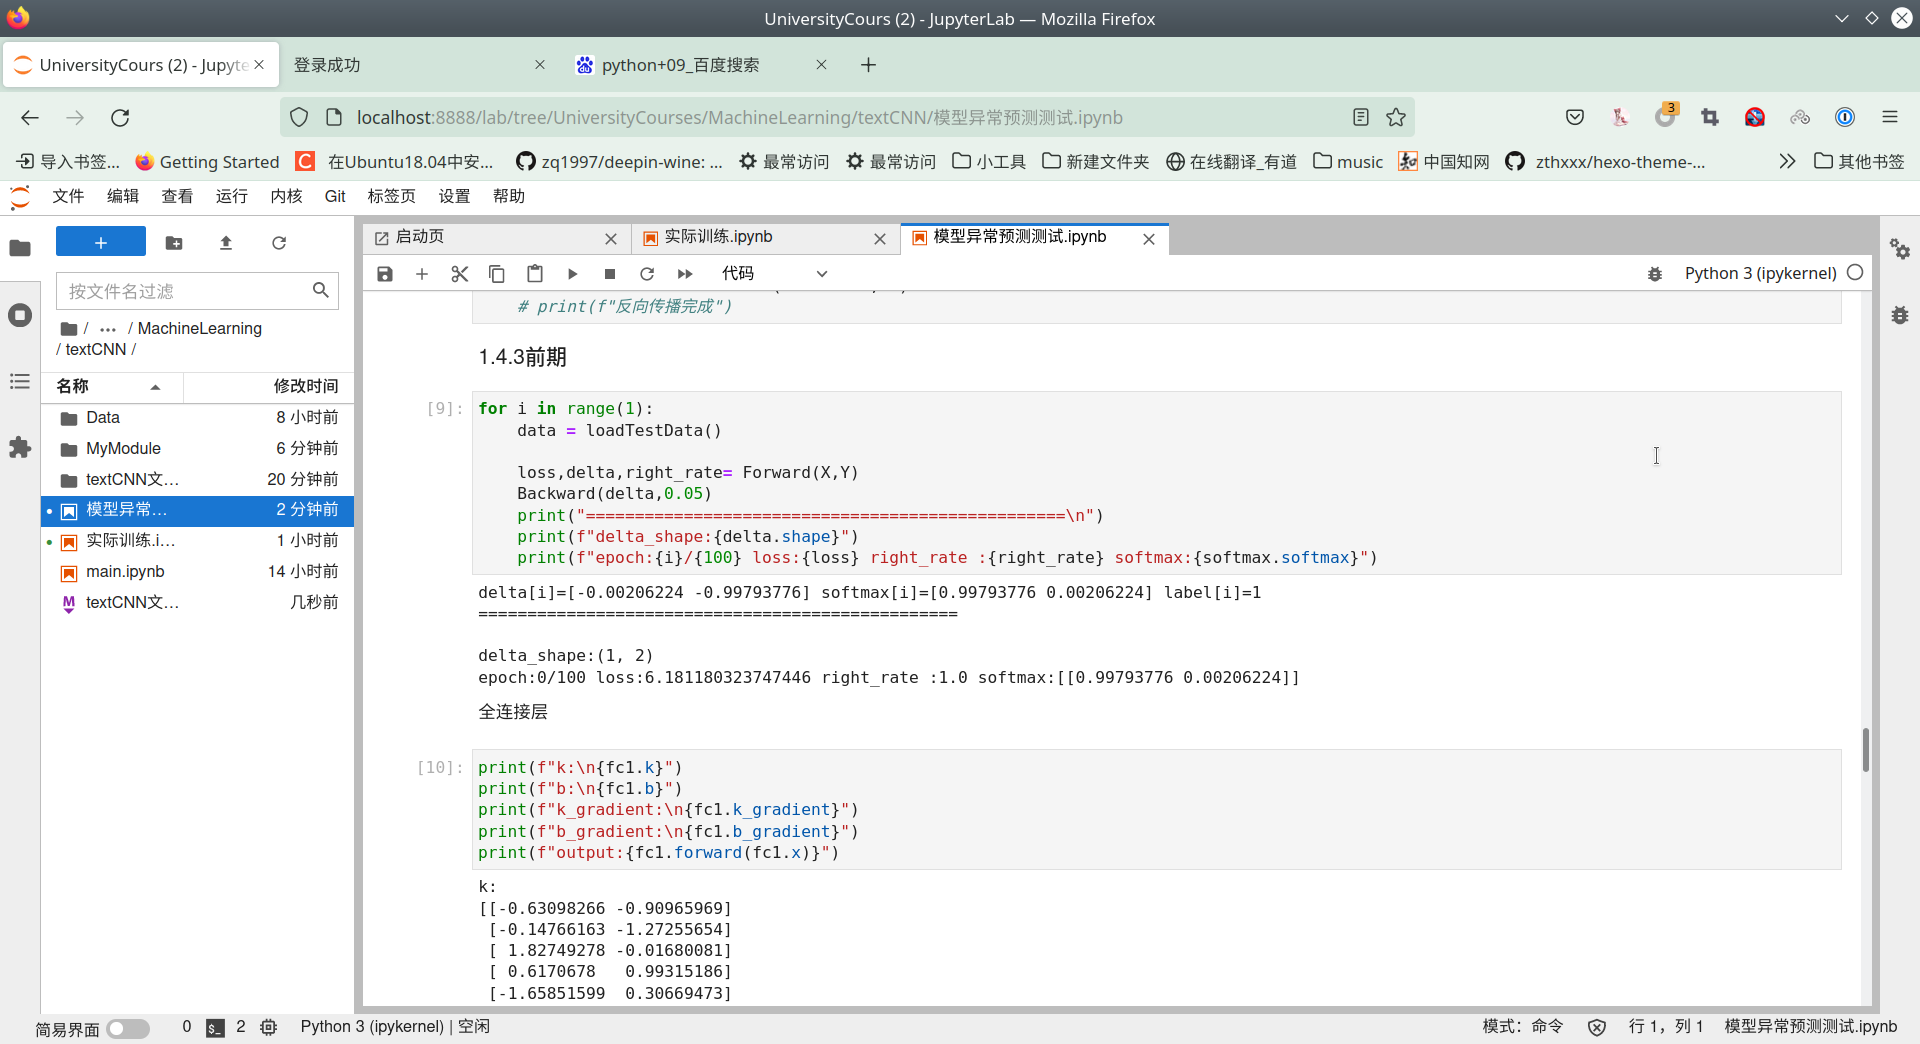 UniversityCours (2) - JupyterLab — Mozilla Firefox
UniversityCours (2) - Jupyte
登录成功
python+09_百度搜索
localhost:8888/lab/tree/UniversityCourses/MachineLearning/textCNN/模型异常预测测试.ipynb
3
导入书签...
Getting Started
在Ubuntu18.04中安...
zq1997/deepin-wine: ...
最常访问
最常访问
小工具
新建文件夹
在线翻译_有道
music
中国知网
zthxxx/hexo-theme-...
其他书签
文件 编辑 查看 运行 内核 Git 标签页 设置 帮助
按文件名过滤
/ ... / MachineLearning
/ textCNN /
名称 修改时间
Data 8 小时前
MyModule 6 分钟前
textCNN文... 20 分钟前
模型异常... 2 分钟前
实际训练.i... 1 小时前
main.ipynb 14 小时前
textCNN文... 几秒前
启动页
实际训练.ipynb
模型异常预测测试.ipynb
代码
Python 3 (ipykernel)
# print(f"反向传播完成")
1.4.3前期
[9]:
for i in range(1):
    data = loadTestData()
    loss,delta,right_rate= Forward(X,Y)
    Backward(delta,0.05)
    print("=================================================\n")
    print(f"delta_shape:{delta.shape}")
    print(f"epoch:{i}/{100} loss:{loss} right_rate :{right_rate} softmax:{softmax.softmax}")
delta[i]=[-0.00206224 -0.99793776] softmax[i]=[0.99793776 0.00206224] label[i]=1
=================================================
delta_shape:(1, 2)
epoch:0/100 loss:6.181180323747446 right_rate :1.0 softmax:[[0.99793776 0.00206224]]
全连接层
[10]:
print(f"k:\n{fc1.k}")
print(f"b:\n{fc1.b}")
print(f"k_gradient:\n{fc1.k_gradient}")
print(f"b_gradient:\n{fc1.b_gradient}")
print(f"output:{fc1.forward(fc1.x)}")
k:
[[-0.63098266 -0.90965969]
 [-0.14766163 -1.27255654]
 [ 1.82749278 -0.01680081]
 [ 0.6170678   0.99315186]
 [-1.65851599  0.30669473]
简易界面 0 2 Python 3 (ipykernel) | 空闲
模式：命令 行 1，列 1 模型异常预测测试.ipynb